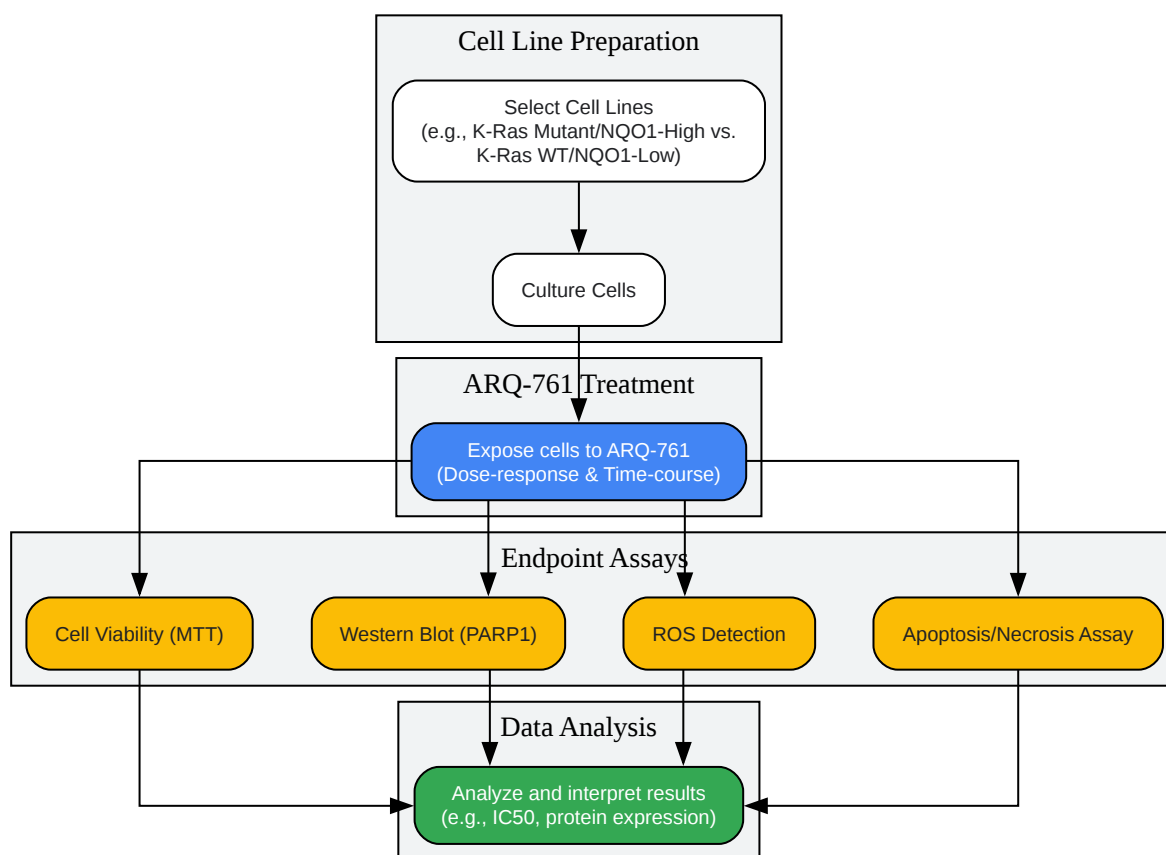 Cell Line Preparation
Select Cell Lines
(e.g., K-Ras Mutant/NQO1-High vs.
K-Ras WT/NQO1-Low)
Culture Cells
ARQ-761 Treatment
Expose cells to ARQ-761
(Dose-response & Time-course)
Endpoint Assays
Cell Viability (MTT)
Western Blot (PARP1)
ROS Detection
Apoptosis/Necrosis Assay
Data Analysis
Analyze and interpret results
(e.g., IC50, protein expression)